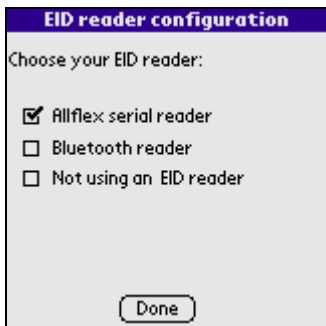 EID reader configuration
Choose your EID reader:
Allflex serial reader
Bluetooth reader
Not using an EID reader
Done